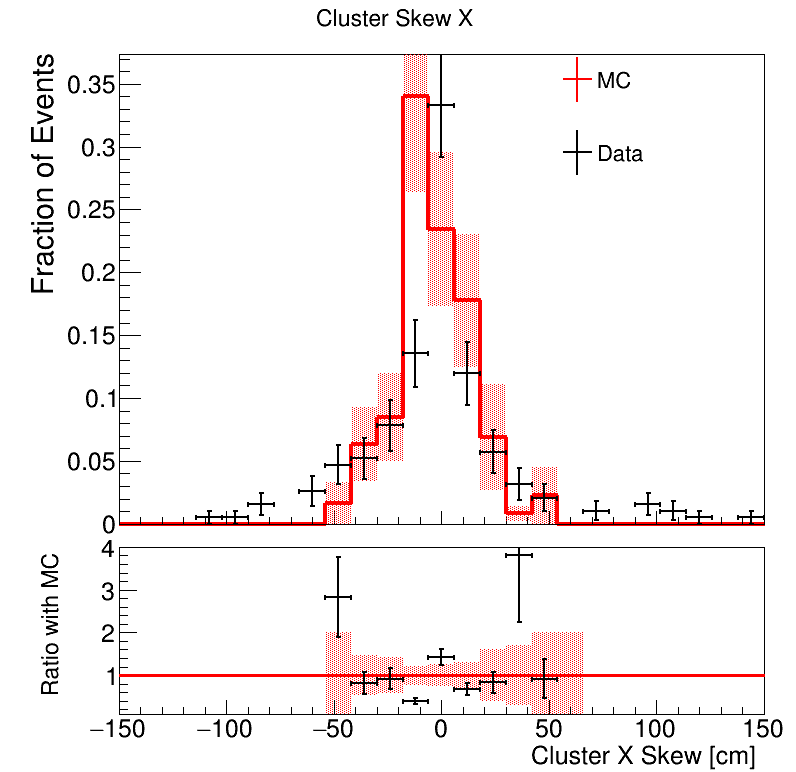 Cluster Skew X
Fraction of Events
0.35
0.3
0.25
0.2
0.15
0.1
0.05
0
MC
Data
Ratio with MC
4
3
2
1
−150 −100 −50 0 50 100 150
Cluster X Skew [cm]